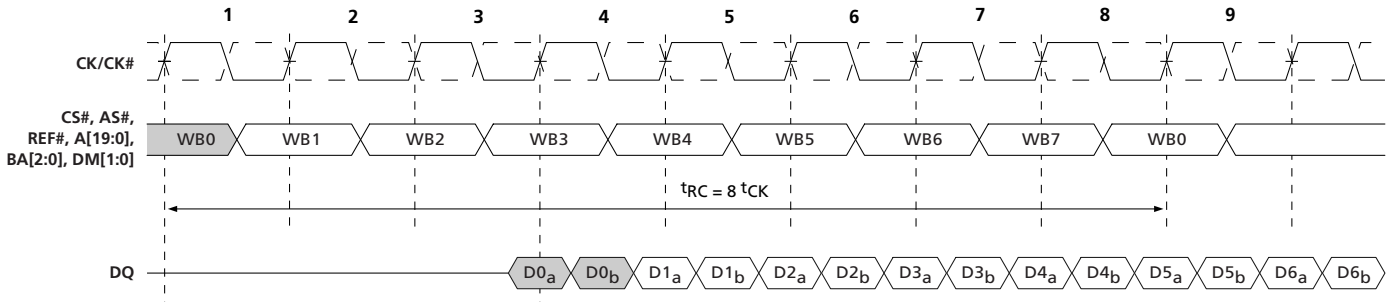 1 2 3 4 5 6 7 8 9
CK/CK#
CS#, AS#,
REF#, A[19:0],
BA[2:0], DM[1:0]
WB0 WB1 WB2 WB3 WB4 WB5 WB6 WB7 WB0
tRC = 8 tCK
DQ
D0a D0b D1a D1b D2a D2b D3a D3b D4a D4b D5a D5b D6a D6b